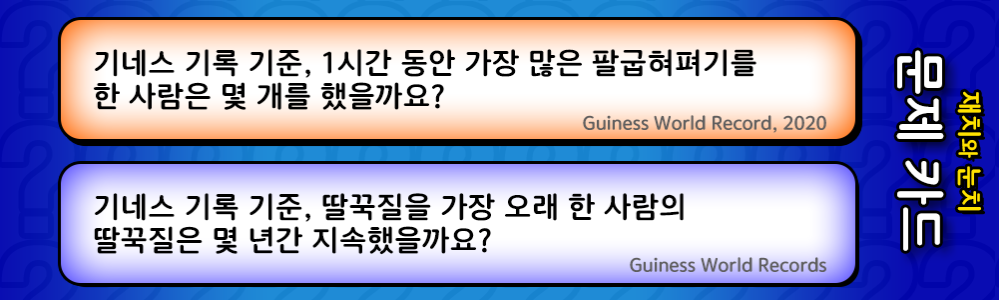 기네스 기록 기준, 1시간 동안 가장 많은 팔굽혀펴기를
한 사람은 몇 개를 했을까요?
Guiness World Record, 2020
기네스 기록 기준, 딸꾹질을 가장 오래 한 사람의
딸꾹질은 몇 년간 지속했을까요?
Guiness World Records
재치와 눈치
문제 카드